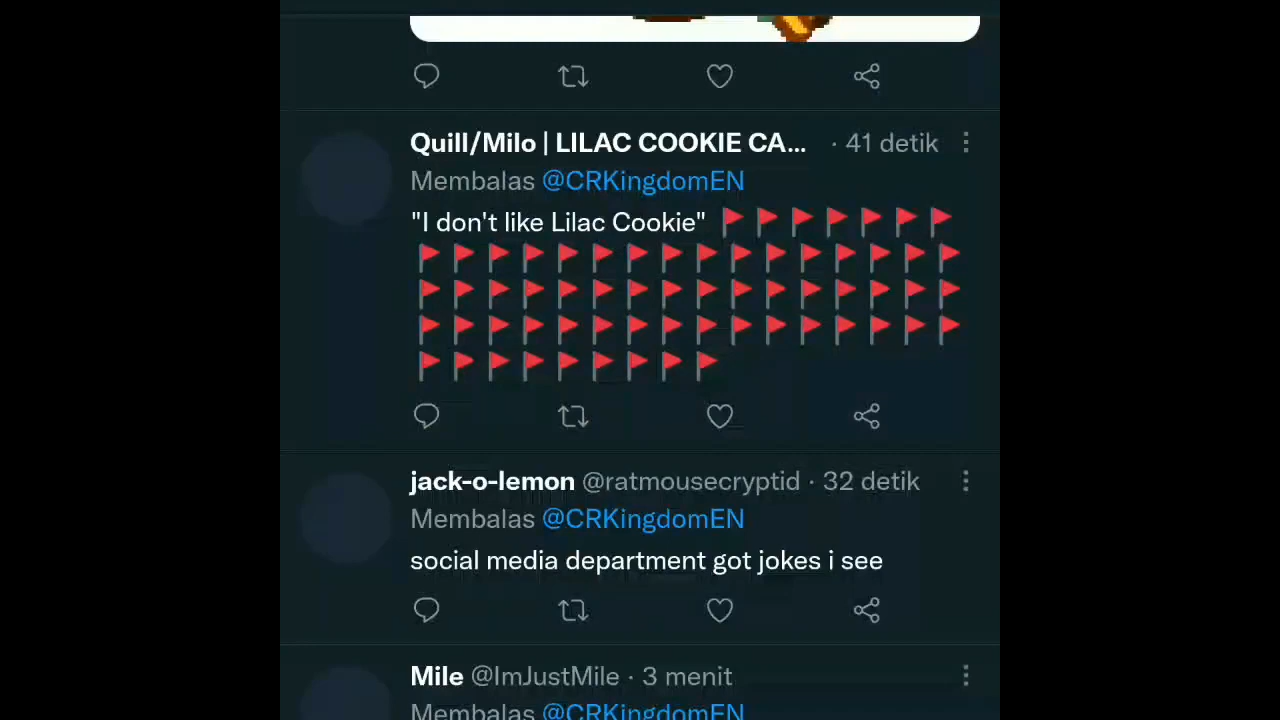 Quill/Milo | LILAC COOKIE CA... · 41 detik
Membalas @CRKingdomEN
"I don't like Lilac Cookie" 🚩🚩🚩🚩🚩🚩🚩
🚩🚩🚩🚩🚩🚩🚩🚩🚩🚩🚩🚩🚩🚩🚩🚩
🚩🚩🚩🚩🚩🚩🚩🚩🚩🚩🚩🚩🚩🚩🚩🚩
🚩🚩🚩🚩🚩🚩🚩🚩🚩🚩🚩🚩🚩🚩🚩🚩
🚩🚩🚩🚩🚩🚩🚩🚩🚩
jack-o-lemon @ratmousecryptid · 32 detik
Membalas @CRKingdomEN
social media department got jokes i see
Mile @ImJustMile · 3 menit
Membalas @CRKingdomEN